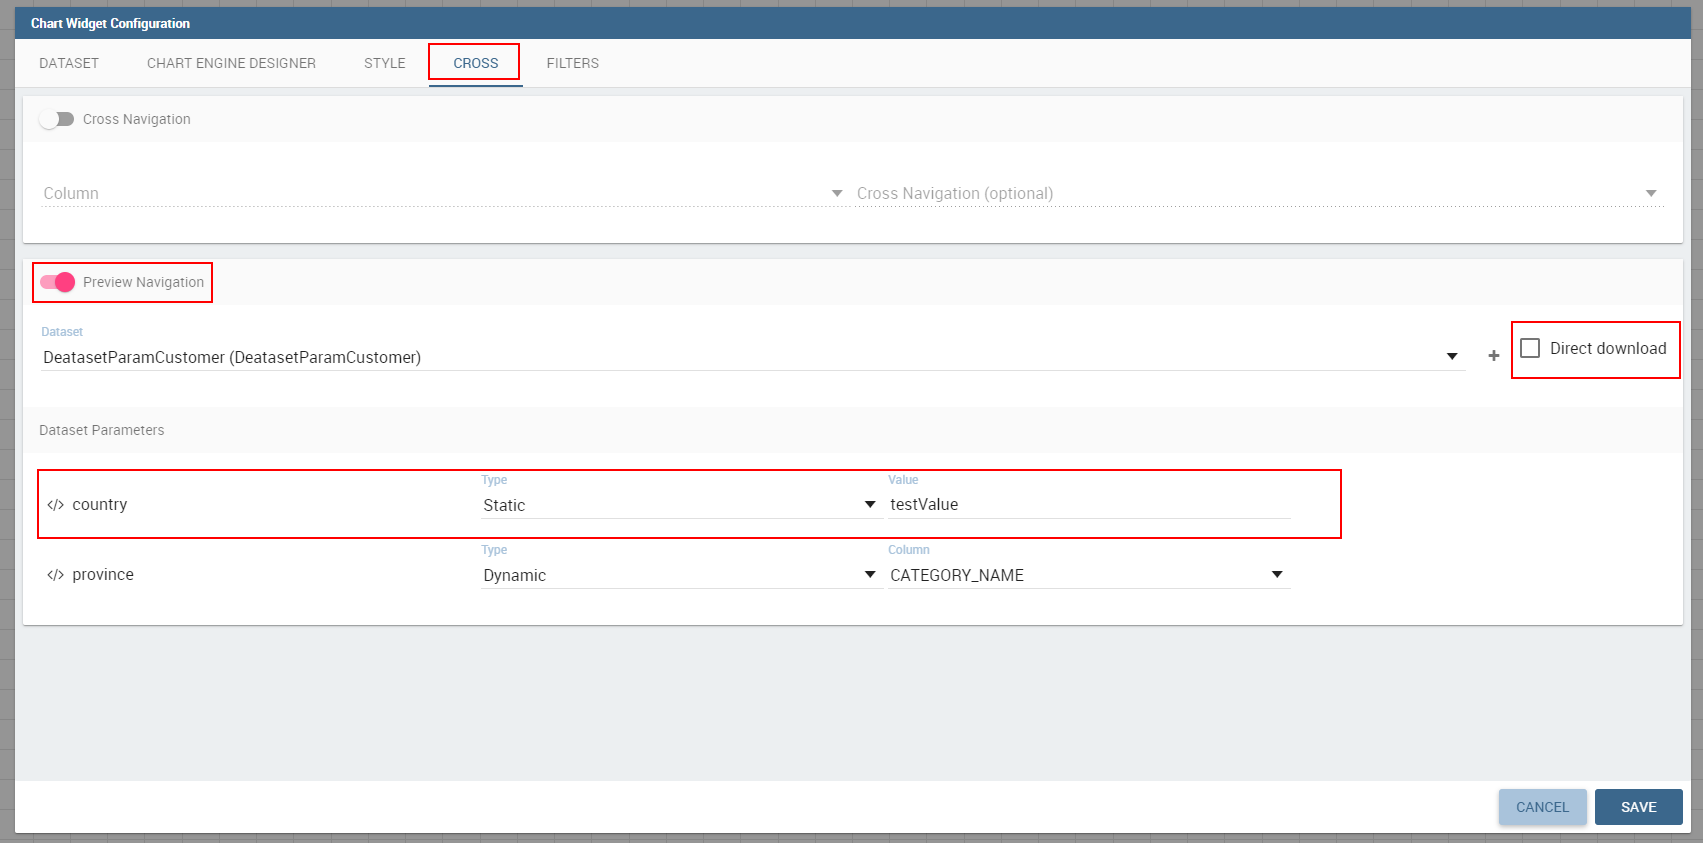 Chart Widget Configuration
DATASET CHART ENGINE DESIGNER STYLE CROSS FILTERS
Cross Navigation
Column Cross Navigation (optional)
Preview Navigation
Dataset
DeatasetParamCustomer (DeatasetParamCustomer)
+ Direct download
Dataset Parameters
Type Value
</> country Static testValue
Type Column
</> province Dynamic CATEGORY_NAME
CANCEL SAVE